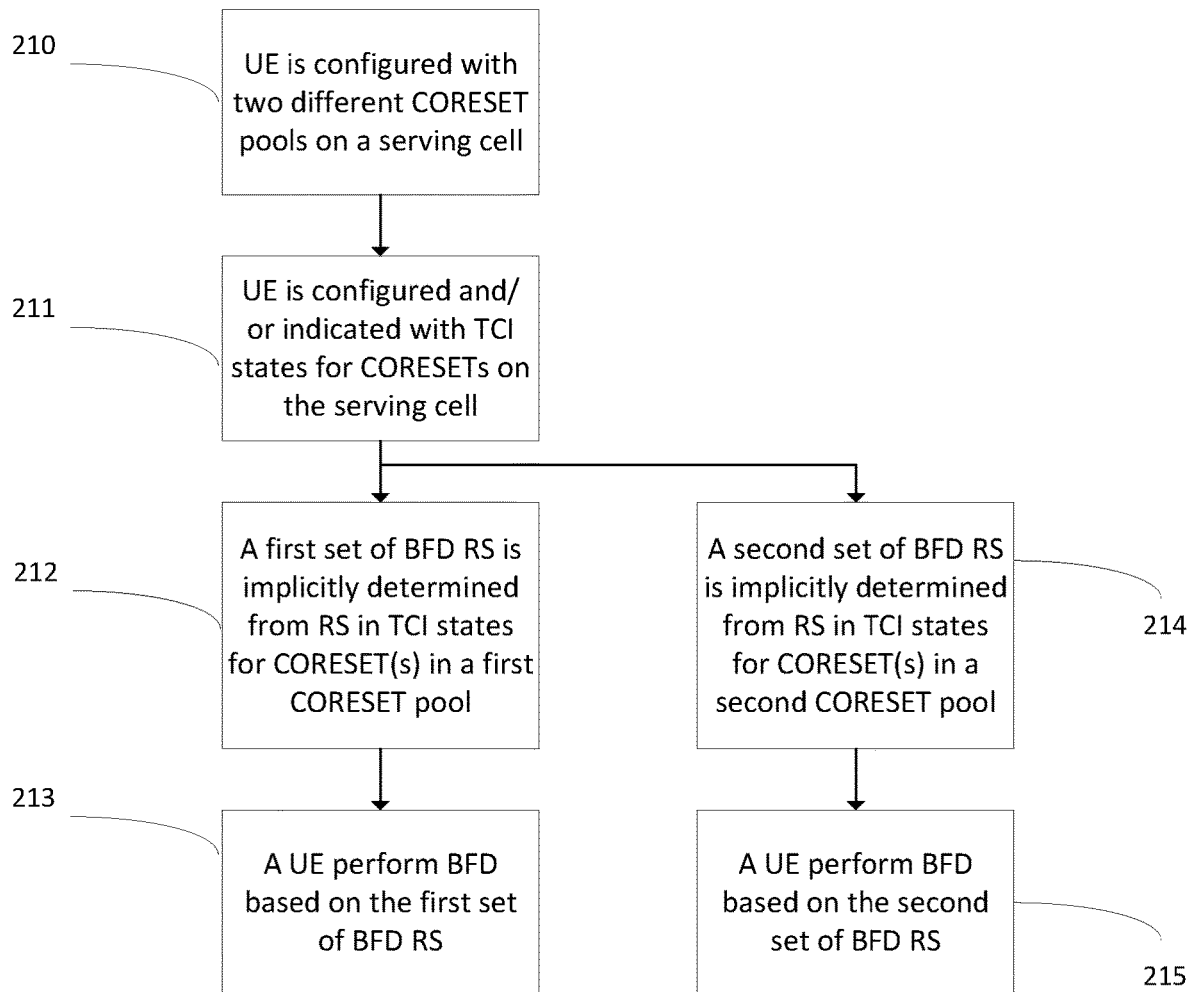 210
UE is configured with
two different CORESET
pools on a serving cell
211
UE is configured and/
or indicated with TCI
states for CORESETs on
the serving cell
212
A first set of BFD RS is
implicitly determined
from RS in TCI states
for CORESET(s) in a first
CORESET pool
A second set of BFD RS
is implicitly determined
from RS in TCI states
for CORESET(s) in a
second CORESET pool
214
213
A UE perform BFD
based on the first set
of BFD RS
A UE perform BFD
based on the second
set of BFD RS
215